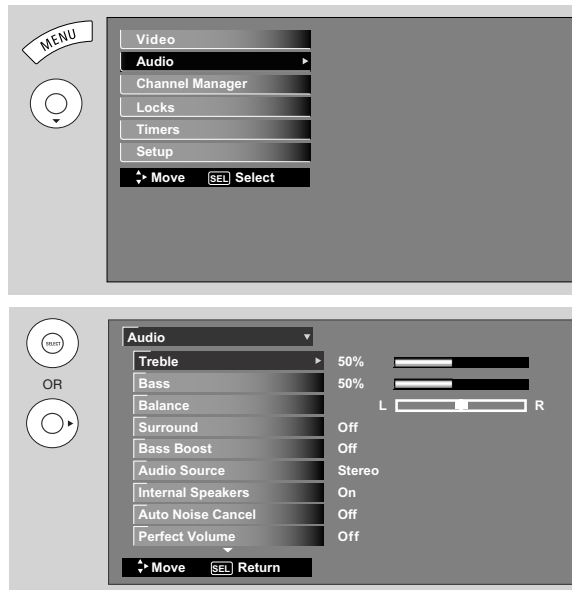 MENU
Video
Audio
Channel Manager
Locks
Timers
Setup
Move SEL Select
SELECT
OR
Audio
Treble 50%
Bass 50%
Balance L R
Surround Off
Bass Boost Off
Audio Source Stereo
Internal Speakers On
Auto Noise Cancel Off
Perfect Volume Off
Move SEL Return